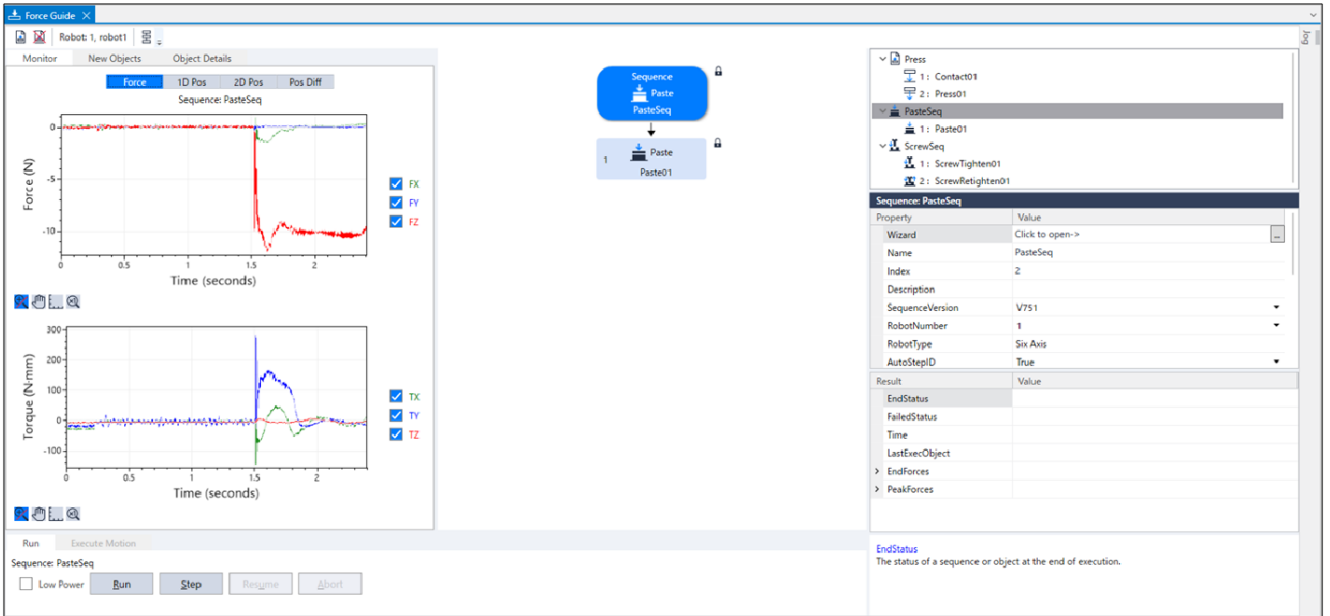 Force Guide
Robot: 1, robot1
Jog
Monitor New Objects Object Details
Force 1D Pos 2D Pos Pos Diff
Sequence: PasteSeq
Force (N)
0
-5
-10
0 0.5 1 1.5 2
Time (seconds)
FX
FY
FZ
Torque (N·mm)
300
200
100
0
-100
0 0.5 1 1.5 2
Time (seconds)
TX
TY
TZ
Run Execute Motion
Sequence: PasteSeq
Low Power Run Step Resume Abort
Sequence
Paste
PasteSeq
1 Paste
Paste01
Press
1: Contact01
2: Press01
PasteSeq
1: Paste01
ScrewSeq
1: ScrewTighten01
2: ScrewRetighten01
Sequence: PasteSeq
Property Value
Wizard Click to open-> ...
Name PasteSeq
Index 2
Description
SequenceVersion V751
RobotNumber 1
RobotType Six Axis
AutoStepID True
Result Value
EndStatus
FailedStatus
Time
LastExecObject
EndForces
PeakForces
EndStatus
The status of a sequence or object at the end of execution.